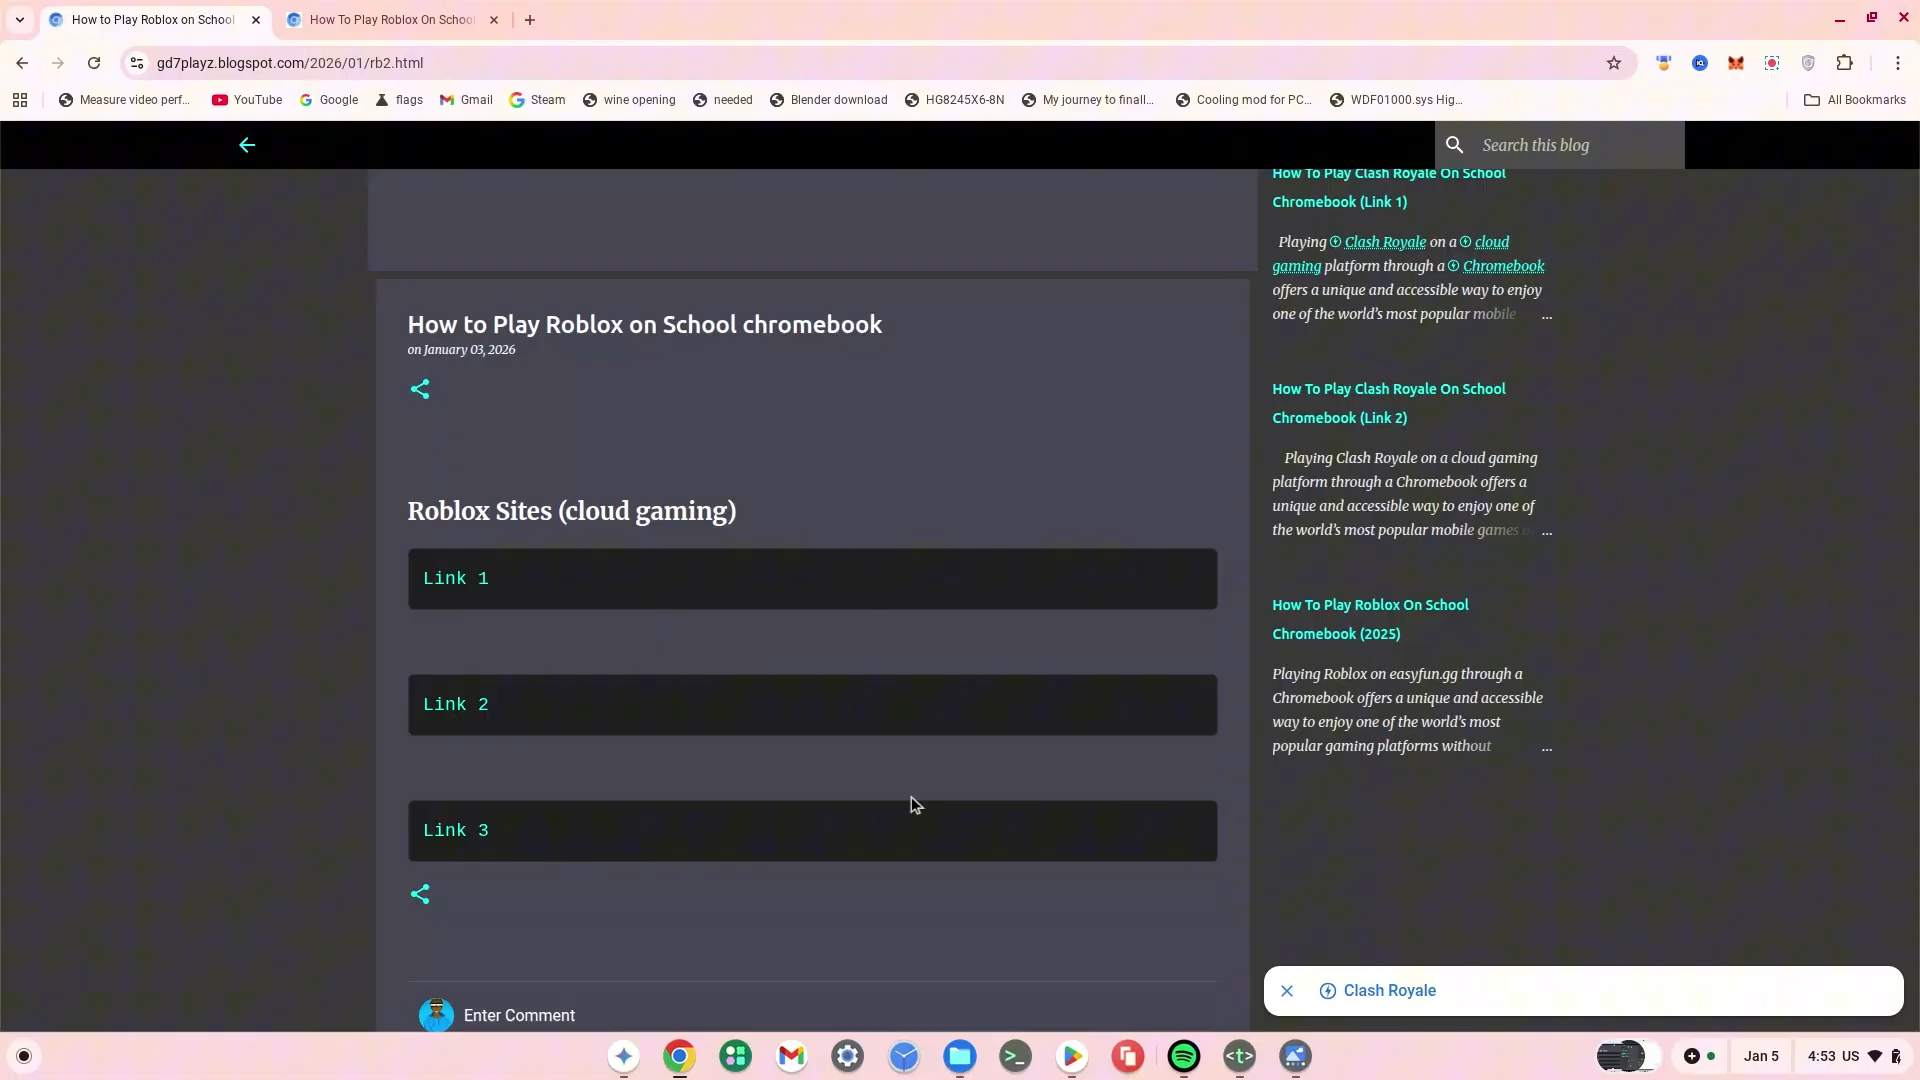 How to Play Roblox on School
How To Play Roblox On School
gd7playz.blogspot.com/2026/01/rb2.html
Measure video perf...
YouTube
Google
flags
Gmail
Steam
wine opening
needed
Blender download
HG8245X6-8N
My journey to finall...
Cooling mod for PC...
WDF01000.sys Hig...
All Bookmarks
Search this blog
How to Play Roblox on School chromebook
on January 03, 2026
Roblox Sites (cloud gaming)
Link 1
Link 2
Link 3
Enter Comment
How To Play Clash Royale On School
Chromebook (Link 1)
Playing Clash Royale on a cloud
gaming platform through a Chromebook
offers a unique and accessible way to enjoy
one of the world's most popular mobile ...
How To Play Clash Royale On School
Chromebook (Link 2)
Playing Clash Royale on a cloud gaming
platform through a Chromebook offers a
unique and accessible way to enjoy one of
the world's most popular mobile games ...
How To Play Roblox On School
Chromebook (2025)
Playing Roblox on easyfun.gg through a
Chromebook offers a unique and accessible
way to enjoy one of the world's most
popular gaming platforms without ...
Clash Royale
Jan 5
4:53 US